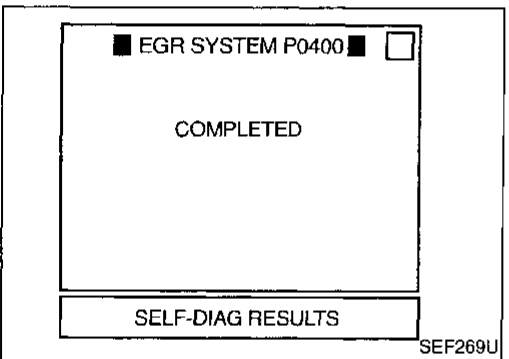 ■ EGR SYSTEM P0400 ■ □
COMPLETED
SELF-DIAG RESULTS
SEF269U